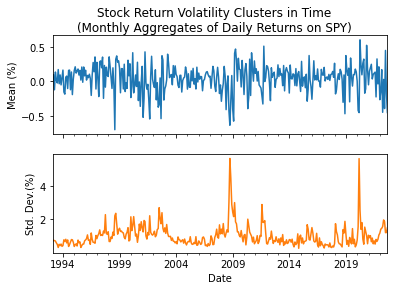 Stock Return Volatility Clusters in Time
(Monthly Aggregates of Daily Returns on SPY)
Mean (%)
0.5
0.0
−0.5
Std. Dev.(%)
4
2
1994 1999 2004 2009 2014 2019
Date